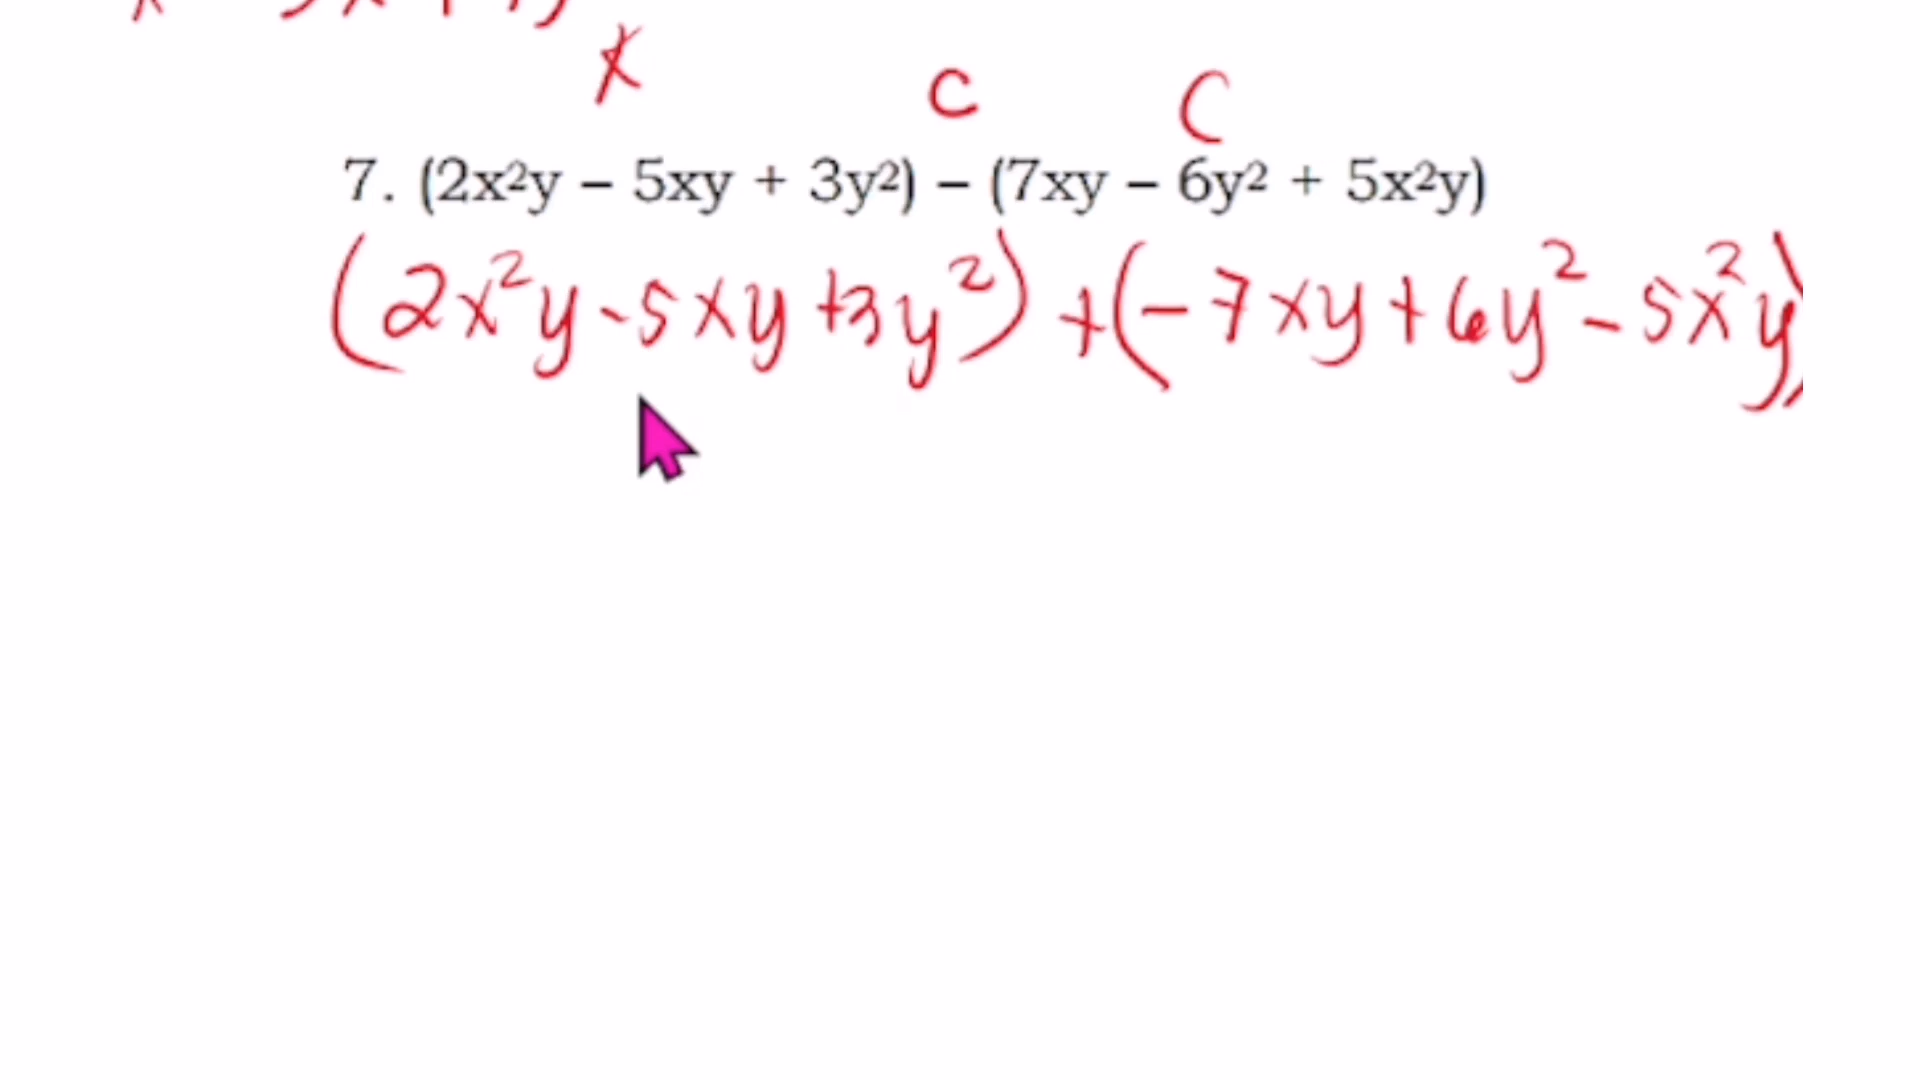 x
c C
7. (2x²y – 5xy + 3y²) – (7xy – 6y² + 5x²y)
(2x²y - 5xy + 3y²) + (- 7xy + 6y² - 5x²y)